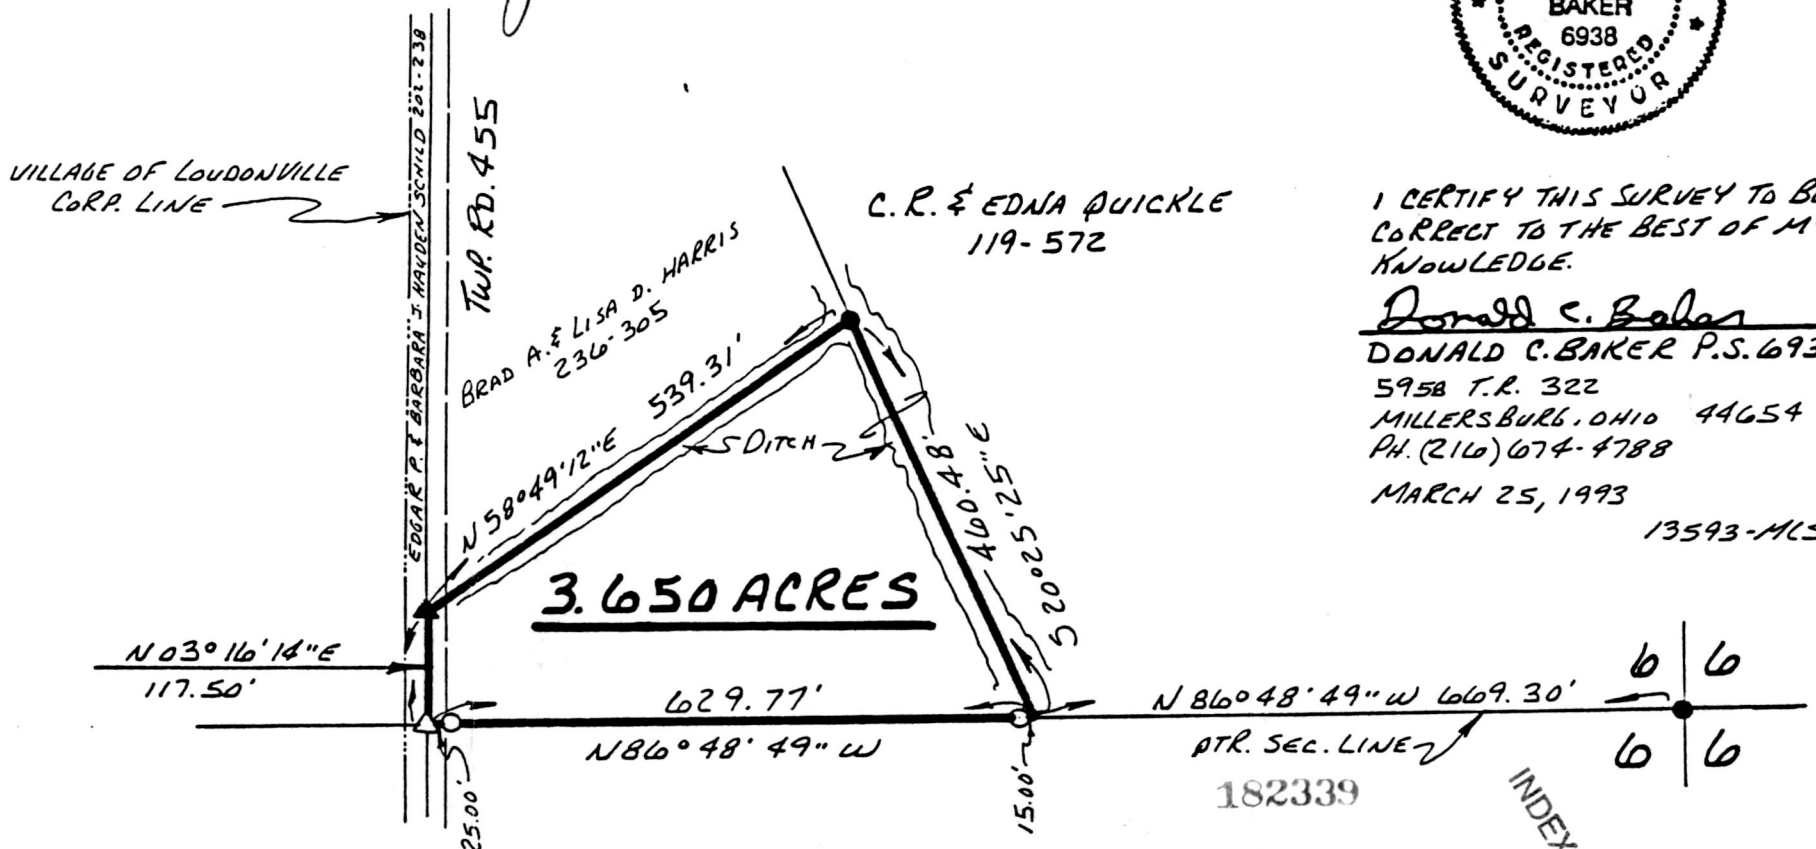 BAKER
6938
REGISTERED
SURVEYOR
VILLAGE OF LOUDONVILLE
CORP. LINE
EDGAR P. & BARBARA J. HAUDENSCHILD 202-238
TWP. RD. 455
BRAD A. & LISA D. HARRIS
236-305
C.R. & EDNA QUICKLE
119-572
I CERTIFY THIS SURVEY TO BE
CORRECT TO THE BEST OF M
KNOWLEDGE.
Donald C. Baker
DONALD C. BAKER P.S. 693
5958 T.R. 322
MILLERSBURG, OHIO 44654
PH. (216) 674-4788
MARCH 25, 1993
13593-MLS
N 58°49'12"E 539.31'
DITCH
460.48'
S 20°25'25"E
3.650 ACRES
N 03°16'14"E
117.50'
629.77'
N86°48'49"W
25.00'
15.00'
N 86°48'49"W 669.30'
QTR. SEC. LINE
6 6
6 6
182339
INDEX